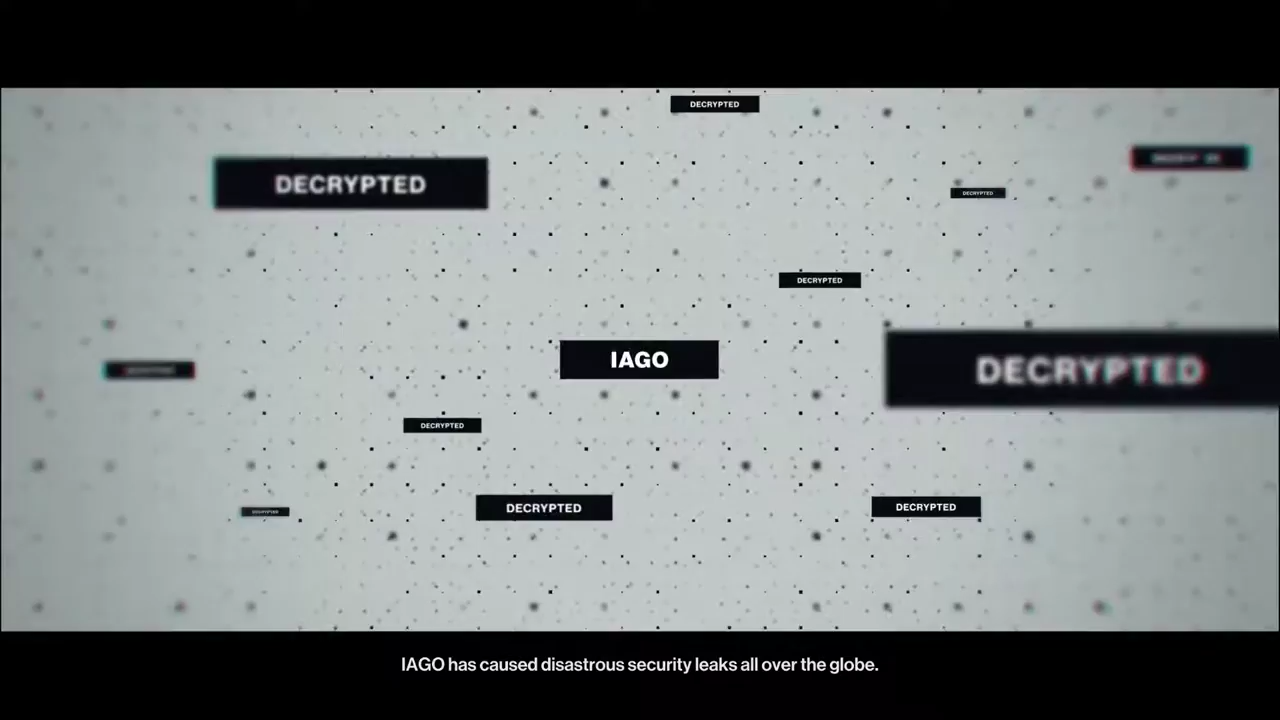 DECRYPTED
DECRYPTED
DECRYPTED
DECRYPTED
IAGO
DECRYPTED
DECRYPTED
DECRYPTED
DECRYPTED
DECRYPTED
IAGO has caused disastrous security leaks all over the globe.